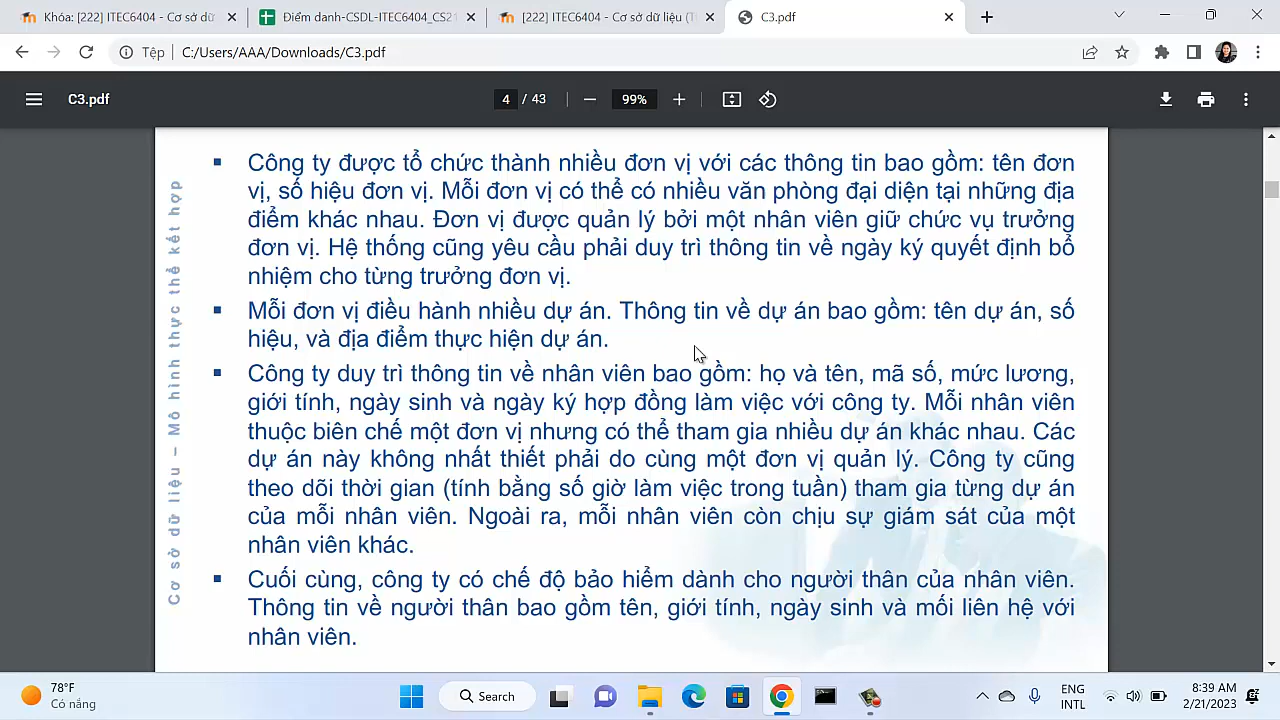 Khóa: [222] ITEC6404 - Cơ sở dữ
Điểm danh-CSDL-ITEC6404_CS21
[222] ITEC6404 - Cơ sở dữ liệu (T
C3.pdf
Tệp
C:/Users/AAA/Downloads/C3.pdf
C3.pdf
4 / 43
99%
Cơ sở dữ liệu – Mô hình thực thể kết hợp
Công ty được tổ chức thành nhiều đơn vị với các thông tin bao gồm: tên đơn
vị, số hiệu đơn vị. Mỗi đơn vị có thể có nhiều văn phòng đại diện tại những địa
điểm khác nhau. Đơn vị được quản lý bởi một nhân viên giữ chức vụ trưởng
đơn vị. Hệ thống cũng yêu cầu phải duy trì thông tin về ngày ký quyết định bổ
nhiệm cho từng trưởng đơn vị.
Mỗi đơn vị điều hành nhiều dự án. Thông tin về dự án bao gồm: tên dự án, số
hiệu, và địa điểm thực hiện dự án.
Công ty duy trì thông tin về nhân viên bao gồm: họ và tên, mã số, mức lương,
giới tính, ngày sinh và ngày ký hợp đồng làm việc với công ty. Mỗi nhân viên
thuộc biên chế một đơn vị nhưng có thể tham gia nhiều dự án khác nhau. Các
dự án này không nhất thiết phải do cùng một đơn vị quản lý. Công ty cũng
theo dõi thời gian (tính bằng số giờ làm việc trong tuần) tham gia từng dự án
của mỗi nhân viên. Ngoài ra, mỗi nhân viên còn chịu sự giám sát của một
nhân viên khác.
Cuối cùng, công ty có chế độ bảo hiểm dành cho người thân của nhân viên.
Thông tin về người thân bao gồm tên, giới tính, ngày sinh và mối liên hệ với
nhân viên.
78°F
Có nắng
Search
ENG
INTL
8:39 AM
2/21/2023